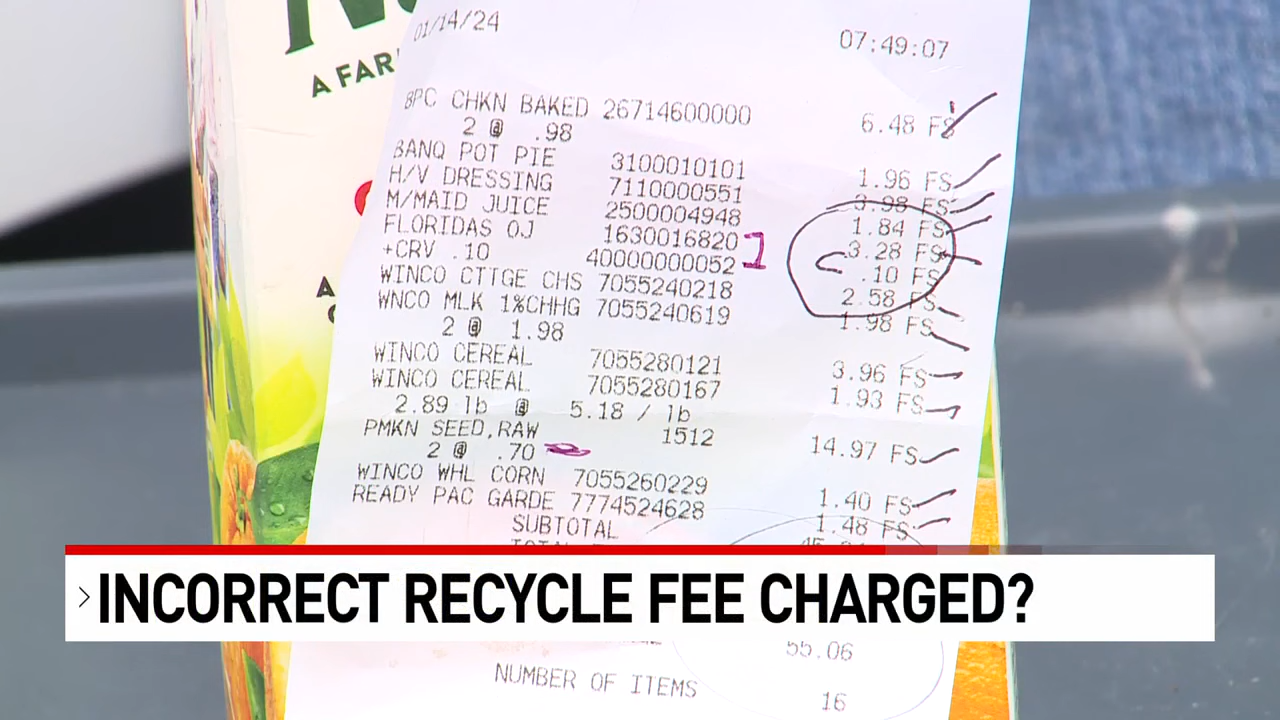 A FAR
01/14/24 07:49:07
BPC CHKN BAKED 26714600000 6.48 FS
2 @ .98
BANQ POT PIE 3100010101 1.96 FS
H/V DRESSING 7110000551 3.98 FS
M/MAID JUICE 2500004948 1.84 FS
FLORIDAS OJ 1630016820 3.28 FS
+CRV .10 40000000052 .10 FS
WINCO CTTGE CHS 7055240218 2.58 FS
WNCO MLK 1%CHHG 7055240619 1.98 FS
2 @ 1.98
WINCO CEREAL 7055280121 3.96 FS
WINCO CEREAL 7055280167 1.93 FS
2.89 lb @ 5.18 / lb
PMKN SEED,RAW 1512 14.97 FS
2 @ .70
WINCO WHL CORN 7055260229 1.40 FS
READY PAC GARDE 7774524628 1.48 FS
SUBTOTAL
INCORRECT RECYCLE FEE CHARGED?
55.06
NUMBER OF ITEMS 16